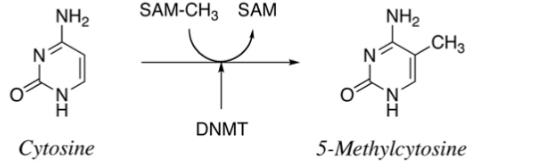 NH₂
N
O
N
H
Cytosine
SAM-CH₃
SAM
DNMT
NH₂
CH₃
N
O
N
H
5-Methylcytosine